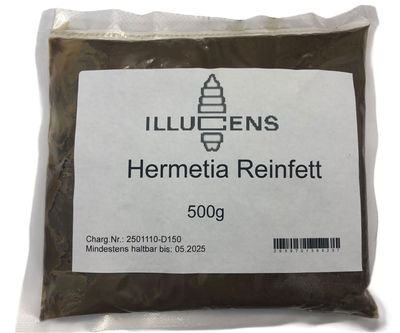 ILLUCENS
Hermetia Reinfett
500g
Charg.Nr.: 2501110-D150
Mindestens haltbar bis: 05.2025